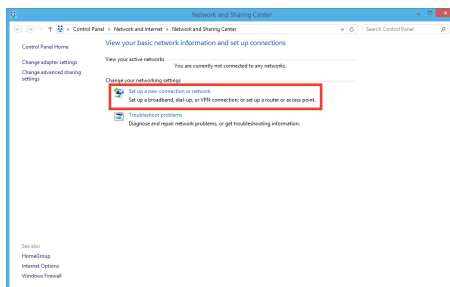 Network and Sharing Center
Control Panel › Network and Internet › Network and Sharing Center
Search Control Panel
Control Panel Home
Change adapter settings
Change advanced sharing
settings
View your basic network information and set up connections
View your active networks
You are currently not connected to any networks.
Change your networking settings
Set up a new connection or network
Set up a broadband, dial-up, or VPN connection; or set up a router or access point.
Troubleshoot problems
Diagnose and repair network problems, or get troubleshooting information.
See also
HomeGroup
Internet Options
Windows Firewall